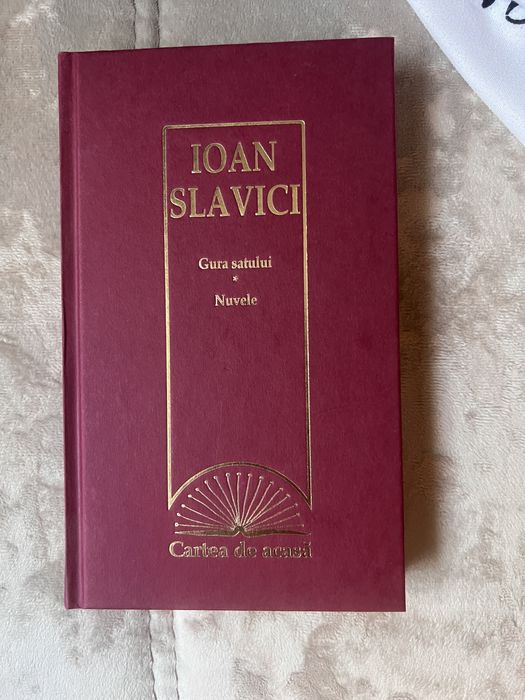 IOAN
SLAVICI
Gura satului
*
Nuvele
Cartea de acasă